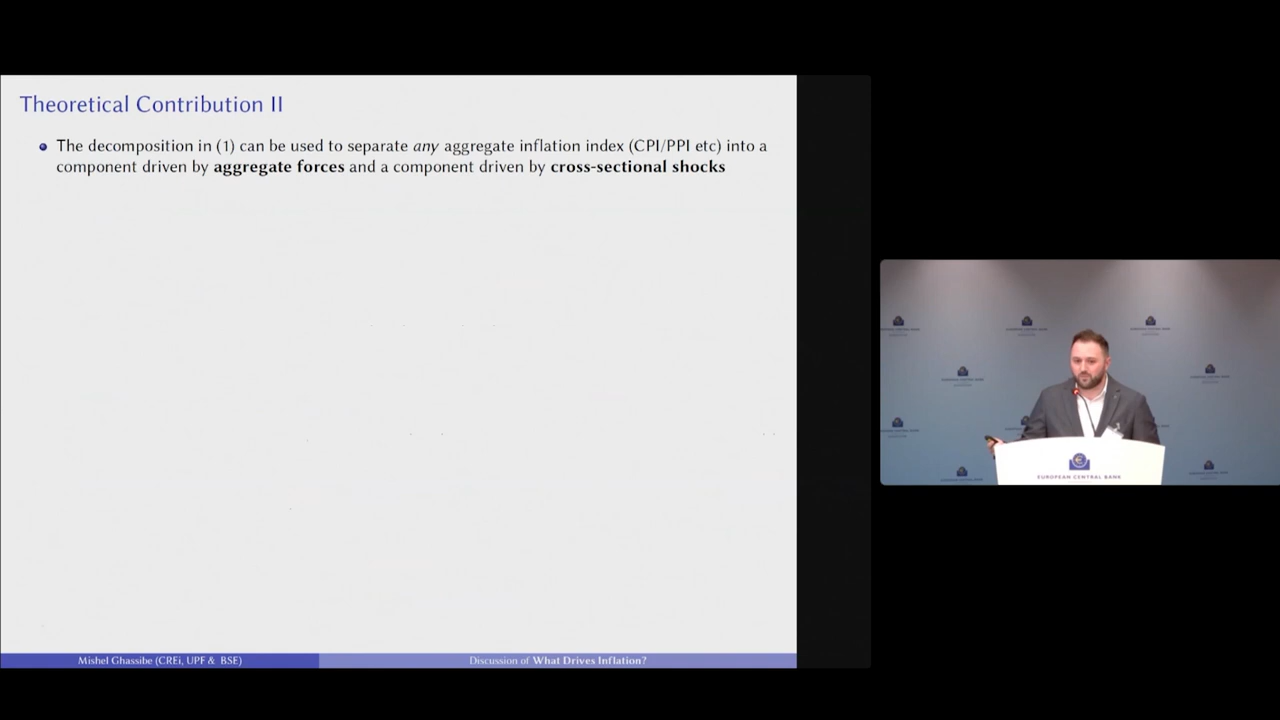 Theoretical Contribution II
The decomposition in (1) can be used to separate any aggregate inflation index (CPI/PPI etc) into a
component driven by aggregate forces and a component driven by cross-sectional shocks
Mishel Ghassibe (CREi, UPF & BSE)
Discussion of What Drives Inflation?
EUROPEAN CENTRAL BANK